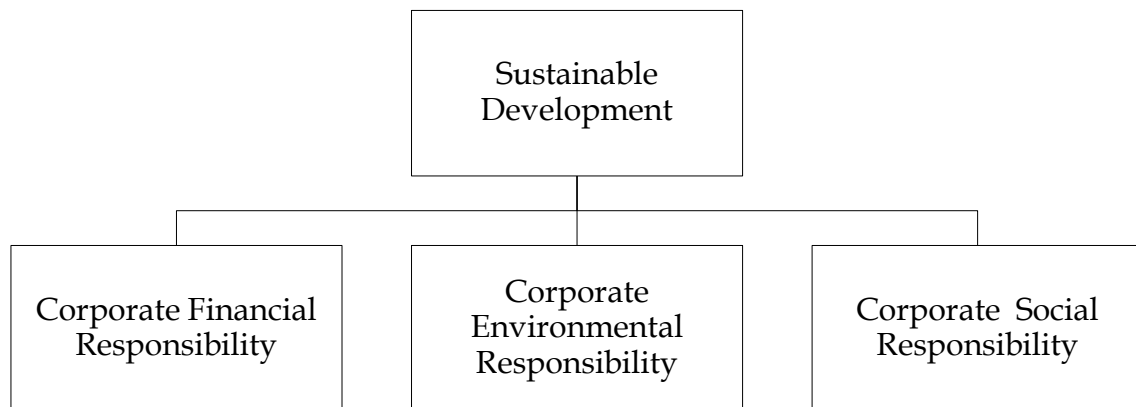 Sustainable
Development
Corporate Financial
Responsibility
Corporate
Environmental
Responsibility
Corporate  Social
Responsibility